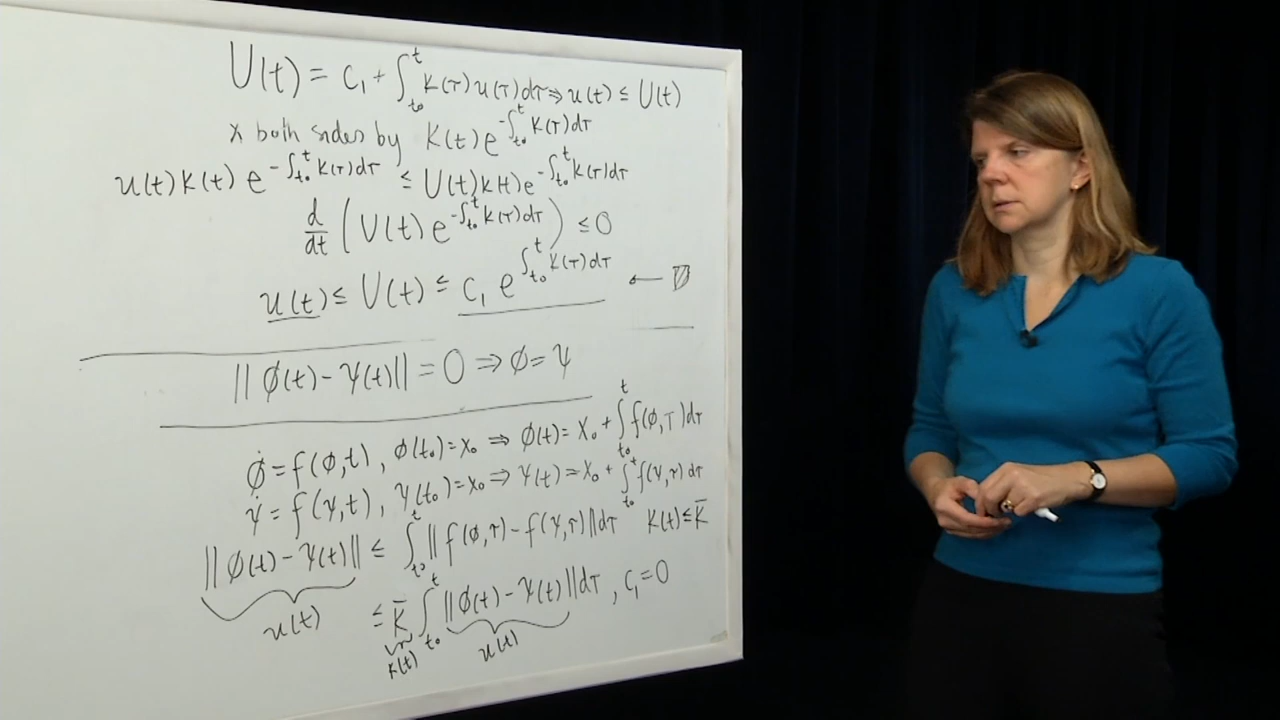 U(t) = c₁ + ∫_{t₀}^{t} k(τ)u(τ)dτ ⇒ u(t) ≤ U(t)
x both sides by K(t) e^{-∫_{t₀}^{t} K(τ)dτ}
u(t)k(t) e^{-∫_{t₀}^{t} k(τ)dτ} ≤ U(t)k(t)e^{-∫_{t₀}^{t} k(τ)dτ}
d/dt (U(t) e^{-∫_{t₀}^{t} k(τ)dτ}) ≤ 0
u(t) ≤ U(t) ≤ c₁ e^{∫_{t₀}^{t} k(τ)dτ} ←
|| φ(t) - ψ(t) || = 0 ⇒ φ = ψ
φ̇ = f(φ,t), φ(t₀) = x₀ ⇒ φ(t) = x₀ + ∫_{t₀}^{t} f(φ,τ)dτ
ψ̇ = f(ψ,t), ψ(t₀) = x₀ ⇒ ψ(t) = x₀ + ∫_{t₀}^{t} f(ψ,τ)dτ
|| φ(t) - ψ(t) || ≤ ∫_{t₀}^{t} || f(φ,τ) - f(ψ,τ) || dτ K(t) ≤ K̄
u(t) ≤ K̄ ∫_{t₀}^{t} || φ(t) - ψ(t) || dτ, c₁ = 0
k(t) u(t)